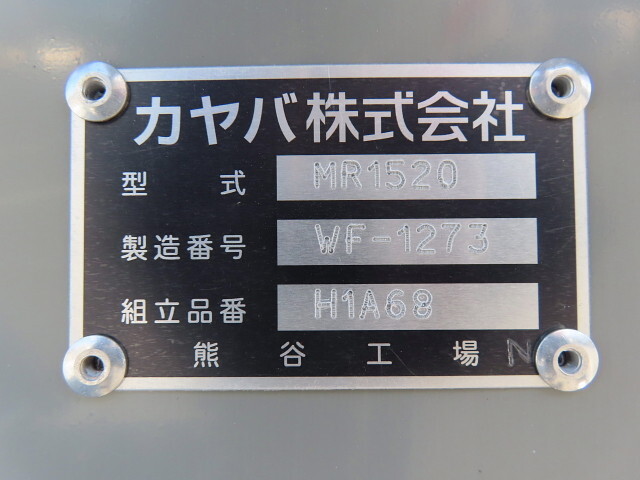 カヤバ株式会社
型式 MR1520
製造番号 WF-1273
組立品番 H1A68
熊谷工場 N